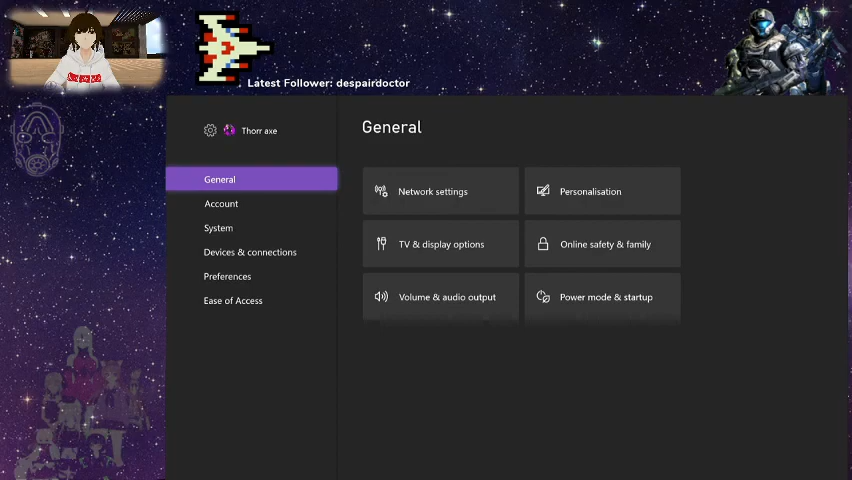 Latest Follower: despairdoctor
Thorr axe
General
Account
System
Devices & connections
Preferences
Ease of Access
General
Network settings
Personalisation
TV & display options
Online safety & family
Volume & audio output
Power mode & startup